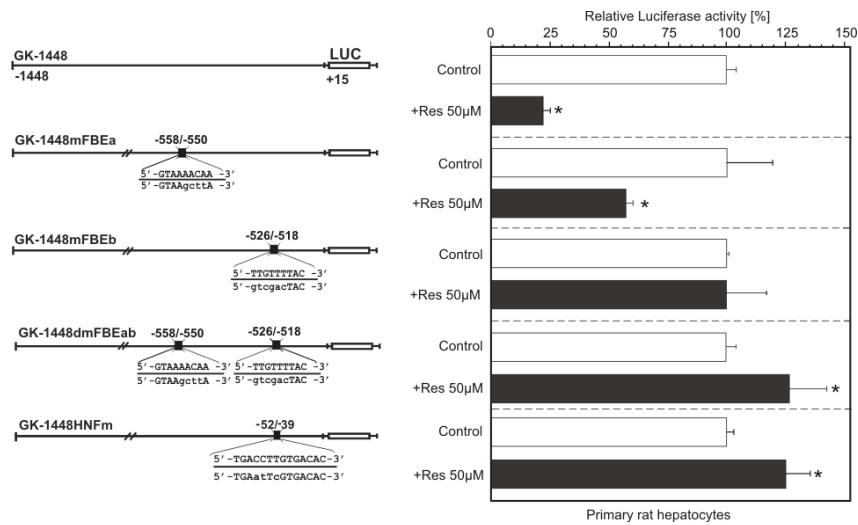 GK-1448
LUC
-1448
+15
GK-1448mFBEa
-558/-550
5'-GTAAAACAA -3'
5'-GTAAgcttA -3'
GK-1448mFBEb
-526/-518
5'-TTGTTTTAC -3'
5'-gtcgacTAC -3'
GK-1448dmFBEab
-558/-550
-526/-518
5'-GTAAAACAA -3'
5'-TTGTTTTAC -3'
5'-GTAAgcttA -3'
5'-gtcgacTAC -3'
GK-1448HNFm
-52/-39
5'-TGACCTTGTGACAC-3'
5'-TGAatTcGTGACAC-3'
Relative Luciferase activity [%]
0 25 50 75 100 125 150
Control
+Res 50µM *
Control
+Res 50µM *
Control
+Res 50µM
Control
+Res 50µM *
Control
+Res 50µM *
Primary rat hepatocytes